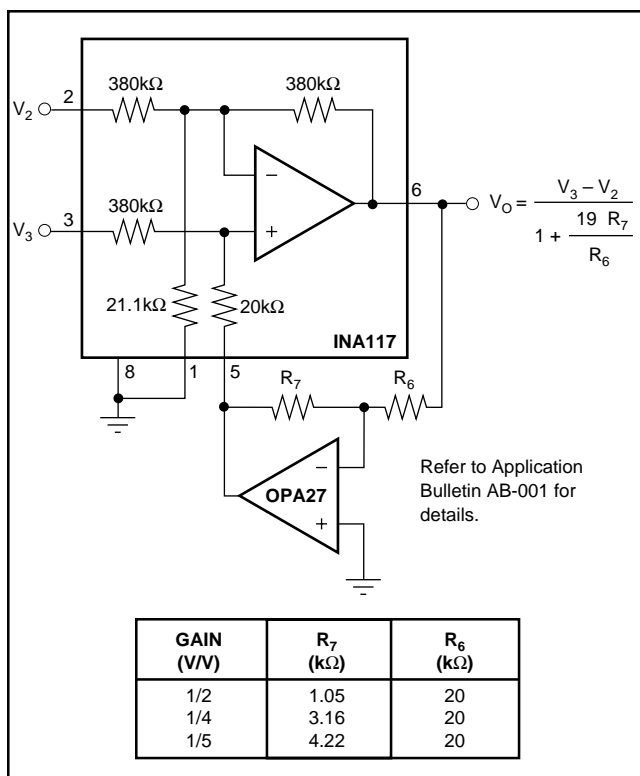 380kΩ 380kΩ
V2 2
6
V3 3 380kΩ
VO = V3 – V2
1 + 19 R7
R6
21.1kΩ 20kΩ
INA117
8 1 5
R7 R6
– +
OPA27
– +
Refer to Application
Bulletin AB-001 for
details.
GAIN R7 R6
(V/V) (kΩ) (kΩ)
1/2 1.05 20
1/4 3.16 20
1/5 4.22 20